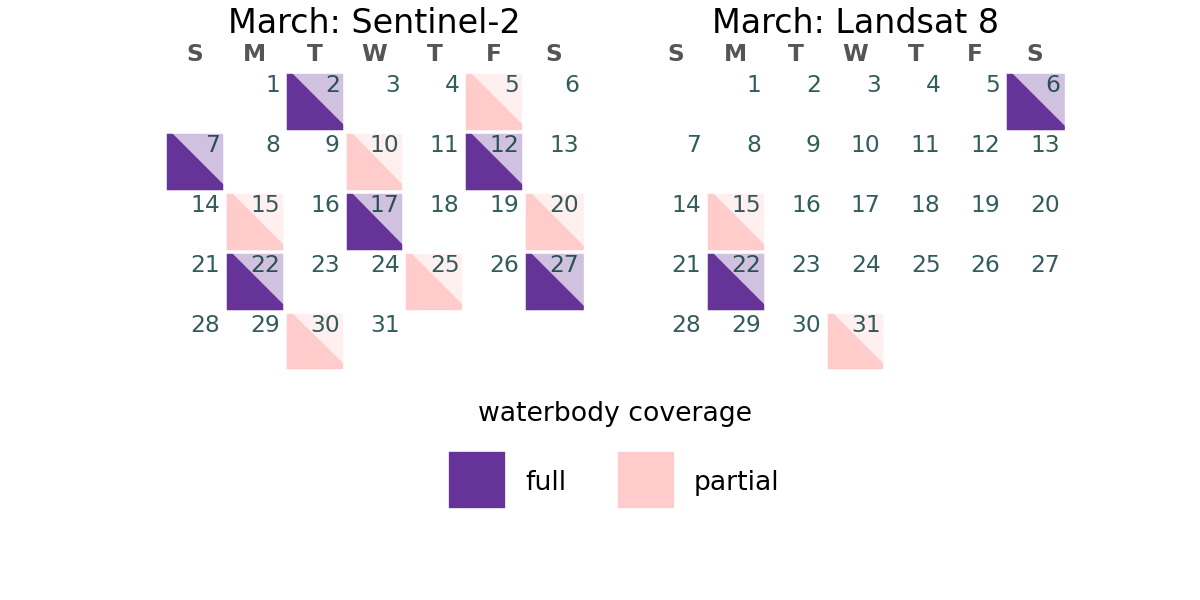 March: Sentinel-2
S M T W T F S
1 2 3 4 5 6
7 8 9 10 11 12 13
14 15 16 17 18 19 20
21 22 23 24 25 26 27
28 29 30 31
March: Landsat 8
S M T W T F S
1 2 3 4 5 6
7 8 9 10 11 12 13
14 15 16 17 18 19 20
21 22 23 24 25 26 27
28 29 30 31
waterbody coverage
full partial